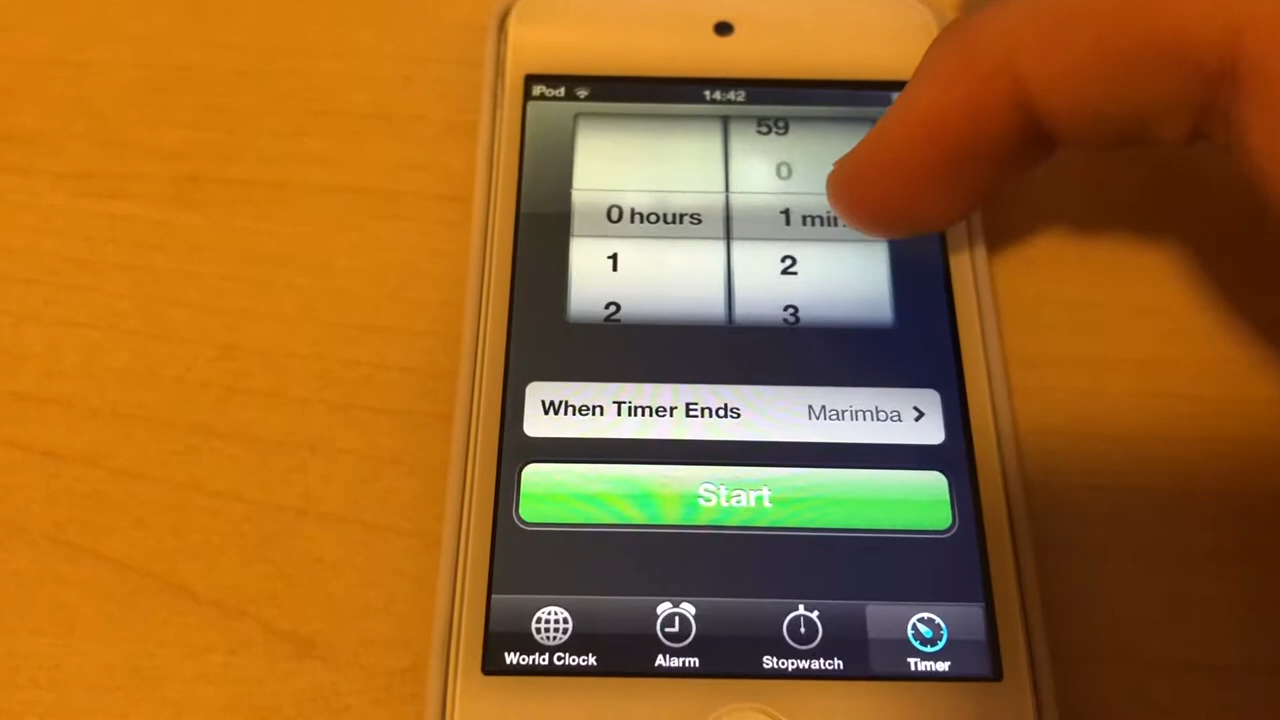 iPod 14:42
59
0
0 hours 1 min.
1 2
2 3
When Timer Ends Marimba
Start
World Clock Alarm Stopwatch Timer